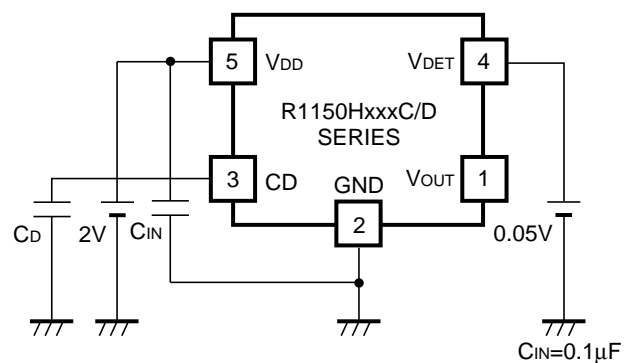 5 VDD VDET 4
R1150HxxxC/D
SERIES
3 CD GND VOUT 1
2
CD 2V CIN 0.05V
CIN=0.1µF